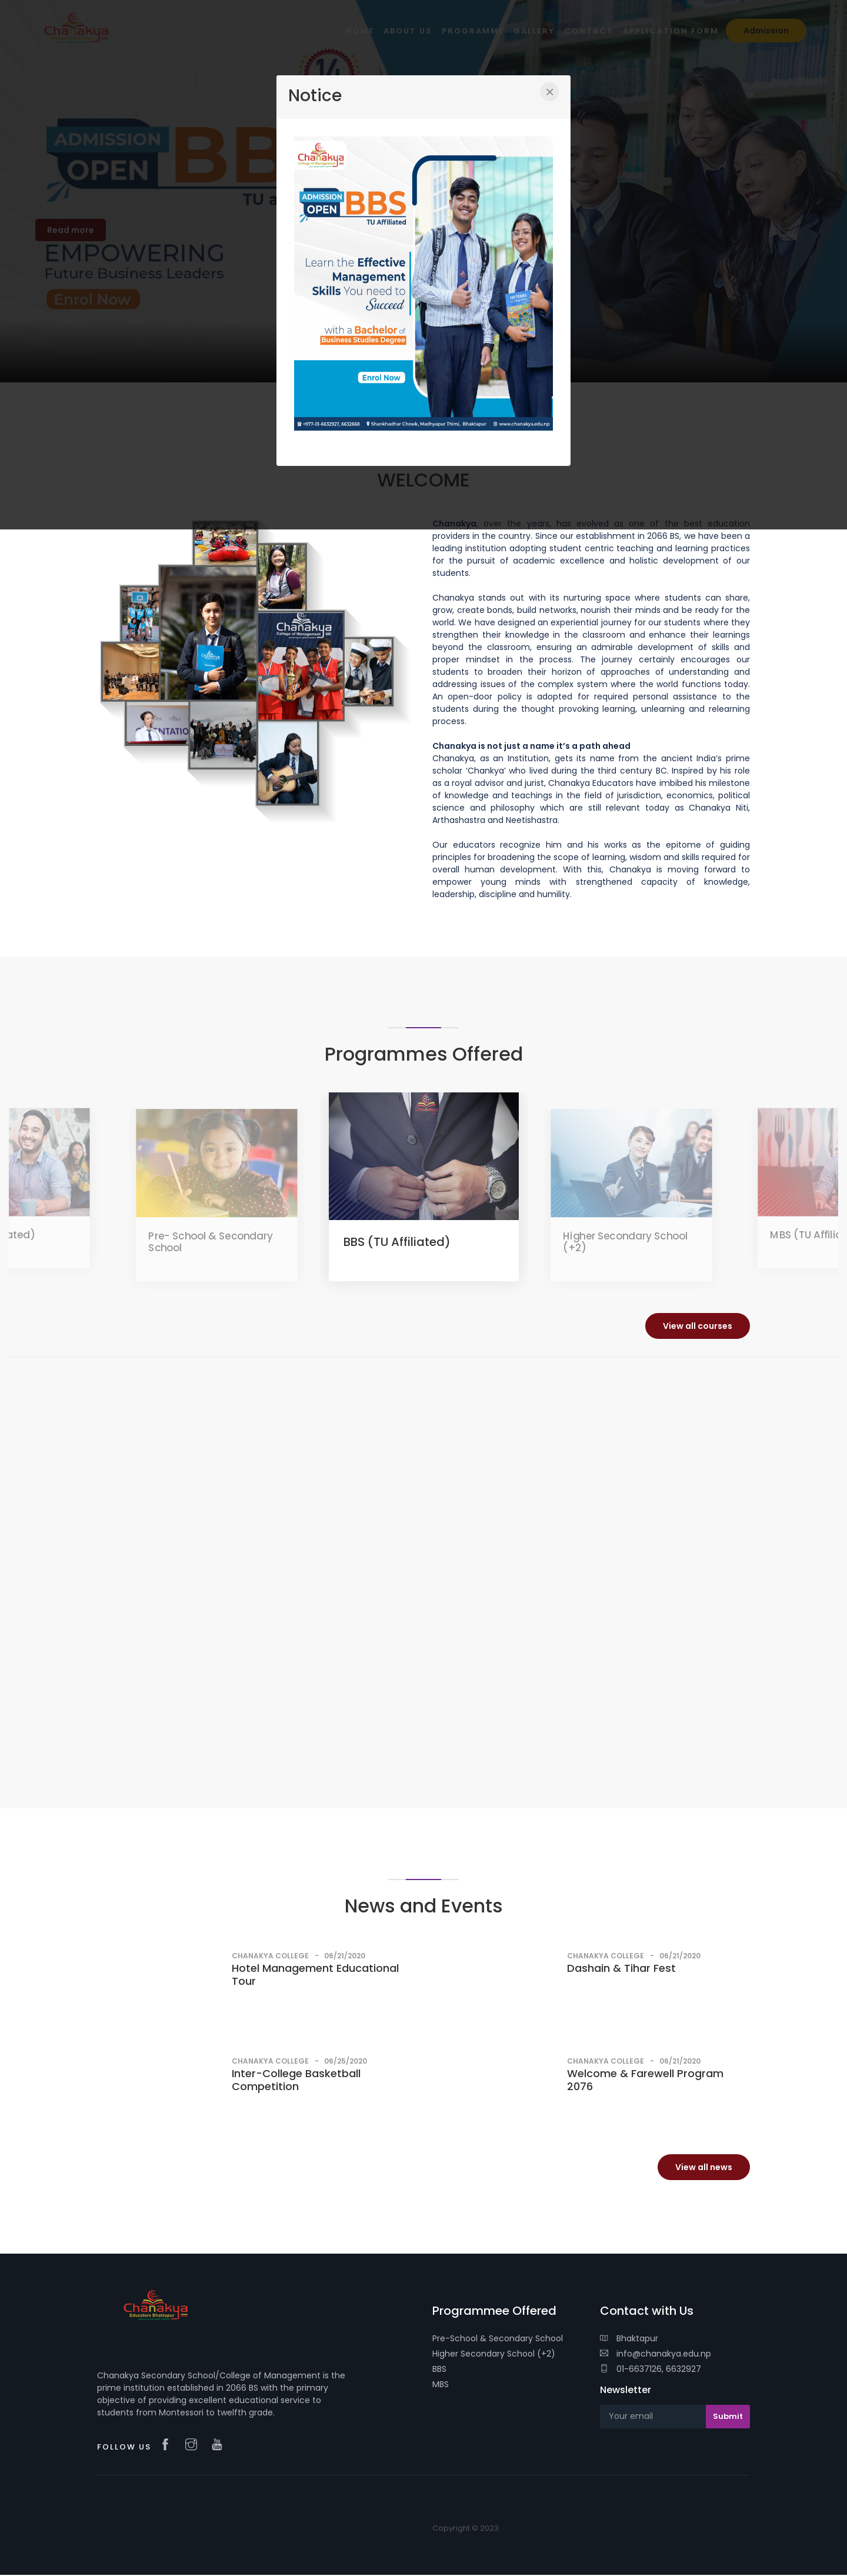 Chanakya
HOME ABOUT US PROGRAMME GALLERY CONTACT APPLICATION FORM Admission
14
ADMISSION
OPEN BBS
TU a
Read more
EMPOWERING
Future Business Leaders
Enrol Now
Notice
Chanakya
College of Management
ADMISSION
OPEN BBS
TU Affiliated
Learn the Effective
Management
Skills You need to
Succeed
with a Bachelor of
Business Studies Degree
Enrol Now
+977-01-6632927, 6632668 Shankhadhar Chowk, Madhyapur Thimi, Bhaktapur www.chanakya.edu.np
WELCOME
Chanakya
College of Management
ENTATION
Chanakya, over the years, has evolved as one of the best education
providers in the country. Since our establishment in 2066 BS, we have been a
leading institution adopting student centric teaching and learning practices
for the pursuit of academic excellence and holistic development of our
students.
Chanakya stands out with its nurturing space where students can share,
grow, create bonds, build networks, nourish their minds and be ready for the
world. We have designed an experiential journey for our students where they
strengthen their knowledge in the classroom and enhance their learnings
beyond the classroom, ensuring an admirable development of skills and
proper mindset in the process. The journey certainly encourages our
students to broaden their horizon of approaches of understanding and
addressing issues of the complex system where the world functions today.
An open-door policy is adopted for required personal assistance to the
students during the thought provoking learning, unlearning and relearning
process.
Chanakya is not just a name it’s a path ahead
Chanakya, as an Institution, gets its name from the ancient India’s prime
scholar ‘Chankya’ who lived during the third century BC. Inspired by his role
as a royal advisor and jurist, Chanakya Educators have imbibed his milestone
of knowledge and teachings in the field of jurisdiction, economics, political
science and philosophy which are still relevant today as Chanakya Niti,
Arthashastra and Neetishastra.
Our educators recognize him and his works as the epitome of guiding
principles for broadening the scope of learning, wisdom and skills required for
overall human development. With this, Chanakya is moving forward to
empower young minds with strengthened capacity of knowledge,
leadership, discipline and humility.
Programmes Offered
ated)
Pre- School & Secondary
School
BBS (TU Affiliated)
Higher Secondary School
(+2)
MBS (TU Affilia
View all courses
News and Events
CHANAKYA COLLEGE - 06/21/2020
Hotel Management Educational
Tour
CHANAKYA COLLEGE - 06/21/2020
Dashain & Tihar Fest
CHANAKYA COLLEGE - 06/25/2020
Inter-College Basketball
Competition
CHANAKYA COLLEGE - 06/21/2020
Welcome & Farewell Program
2076
View all news
Chanakya
Educators Bhaktapur
Chanakya Secondary School/College of Management is the
prime institution established in 2066 BS with the primary
objective of providing excellent educational service to
students from Montessori to twelfth grade.
FOLLOW US
Programmee Offered
Pre-School & Secondary School
Higher Secondary School (+2)
BBS
MBS
Contact with Us
Bhaktapur
info@chanakya.edu.np
01-6637126, 6632927
Newsletter
Your email Submit
Copyright © 2023